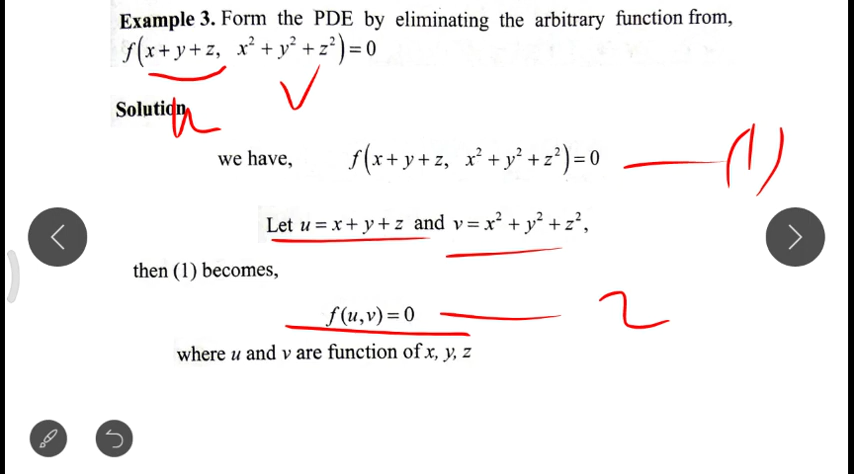 Example 3. Form the PDE by eliminating the arbitrary function from,
f(x+y+z, x² + y² + z²) = 0
u v
Solution
we have, f(x+y+z, x² + y² + z²) = 0 — (1)
Let u = x+y+z and v = x² + y² + z²,
then (1) becomes,
f(u,v) = 0 — 2
where u and v are function of x, y, z